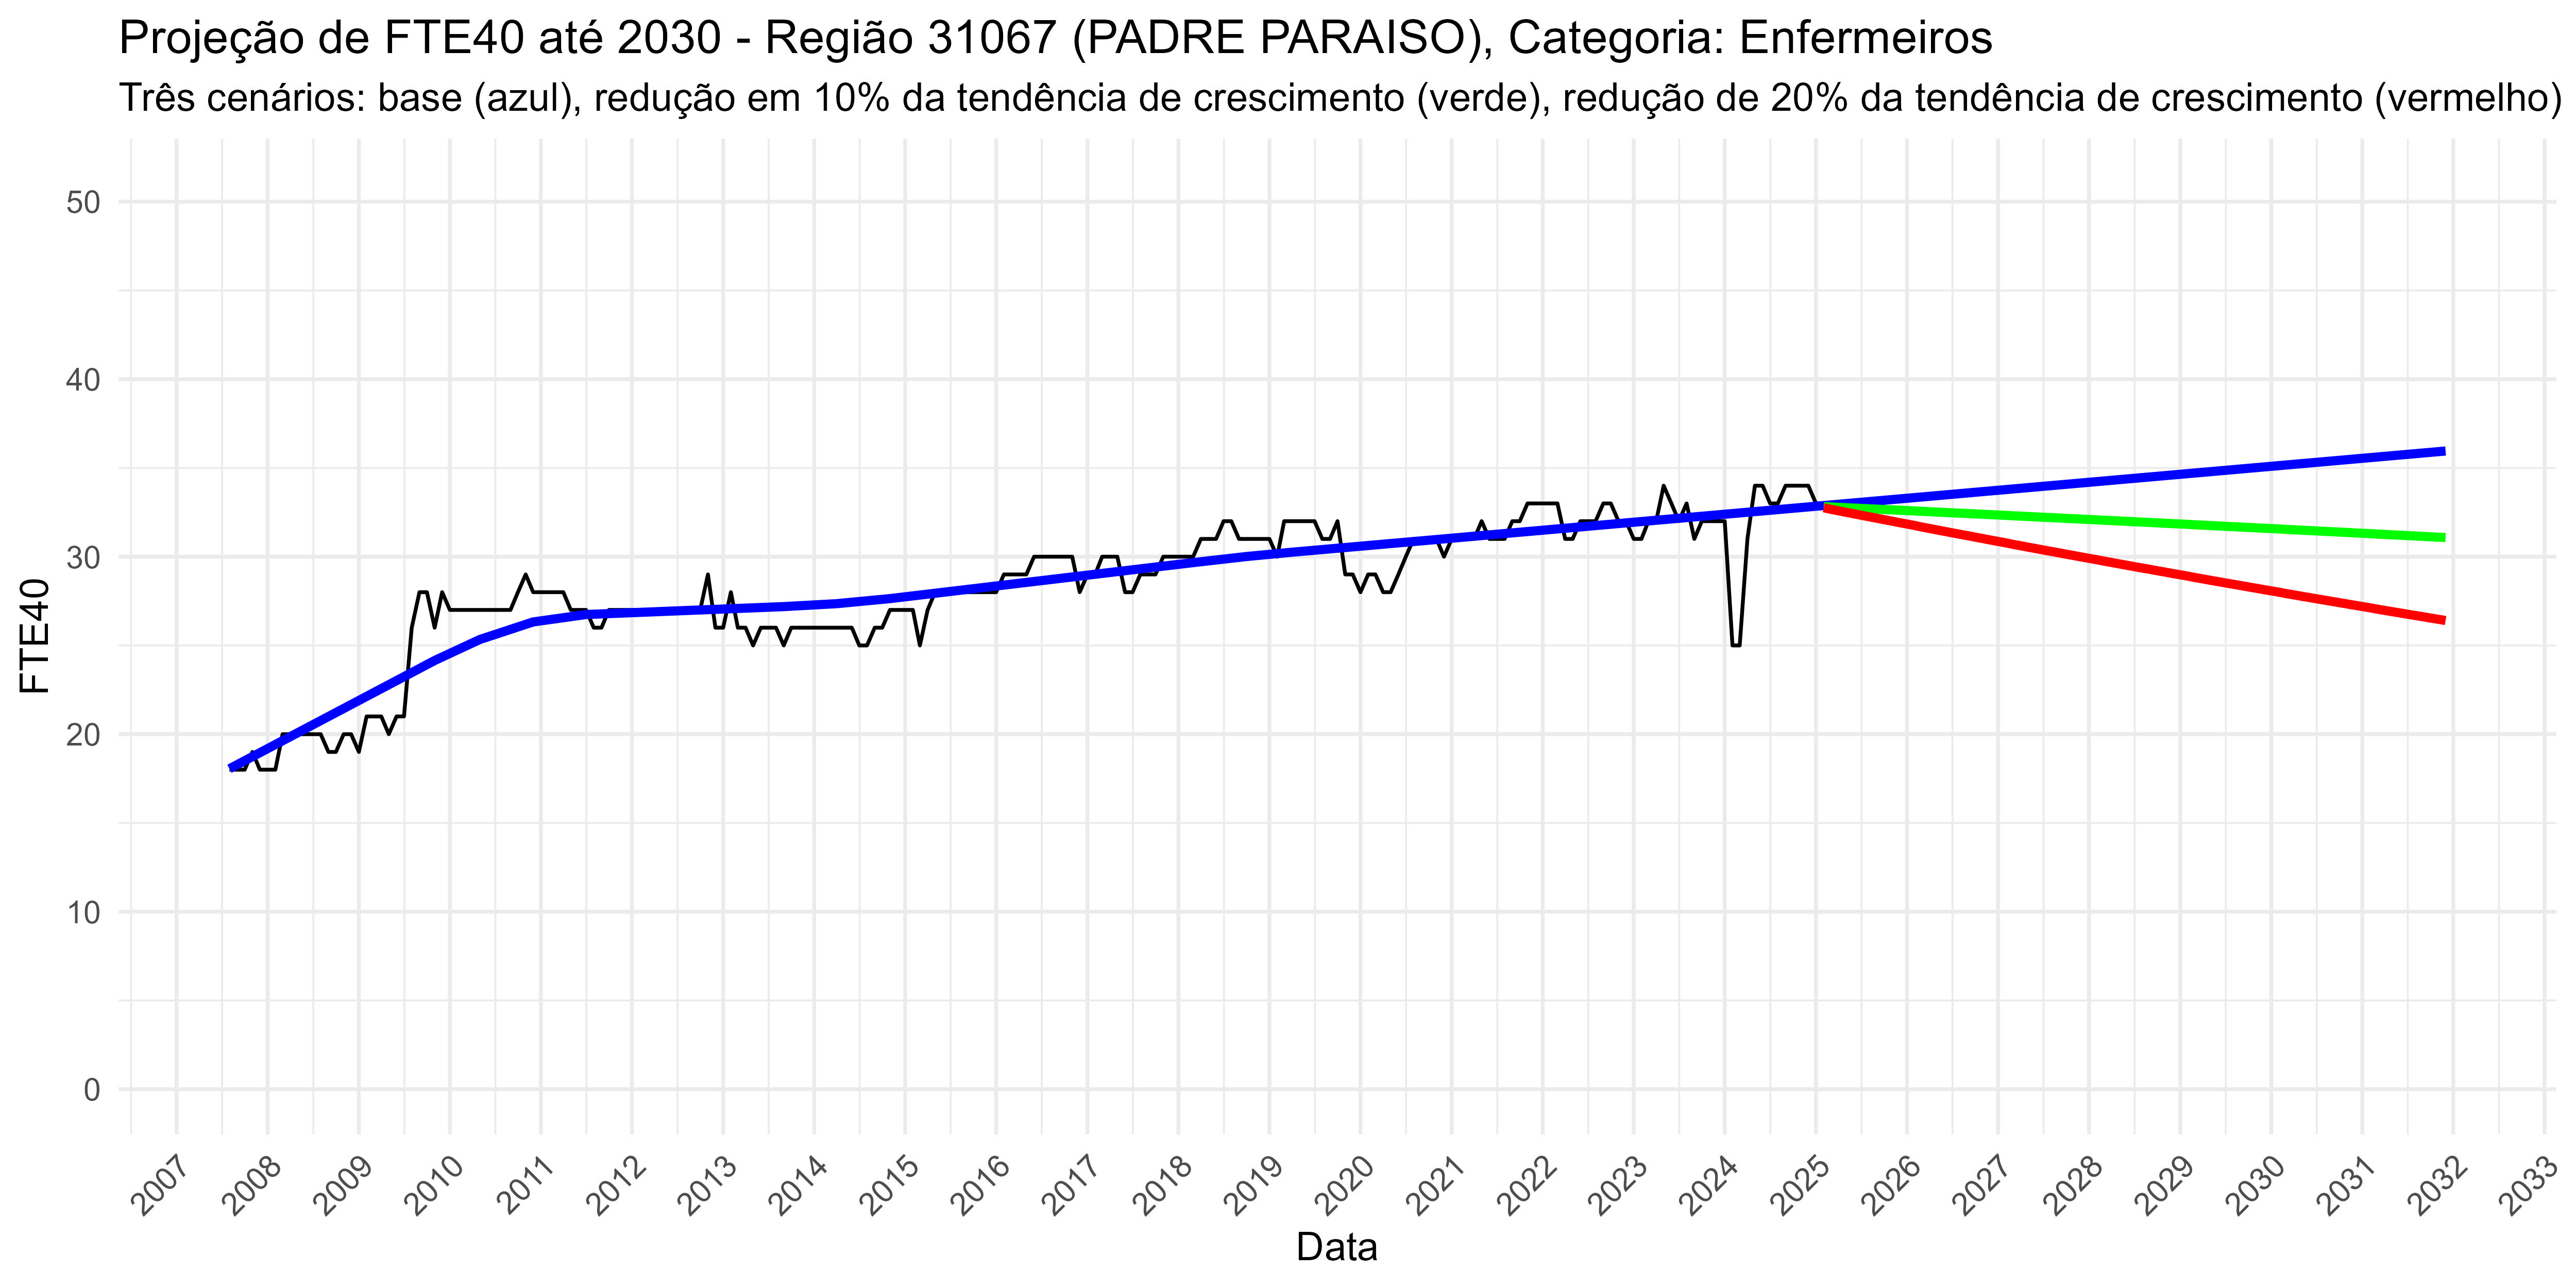 Projeção de FTE40 até 2030 - Região 31067 (PADRE PARAISO), Categoria: Enfermeiros
Três cenários: base (azul), redução em 10% da tendência de crescimento (verde), redução de 20% da tendência de crescimento (vermelho)
50
40
30
20
10
0
FTE40
2007 2008 2009 2010 2011 2012 2013 2014 2015 2016 2017 2018 2019 2020 2021 2022 2023 2024 2025 2026 2027 2028 2029 2030 2031 2032 2033
Data